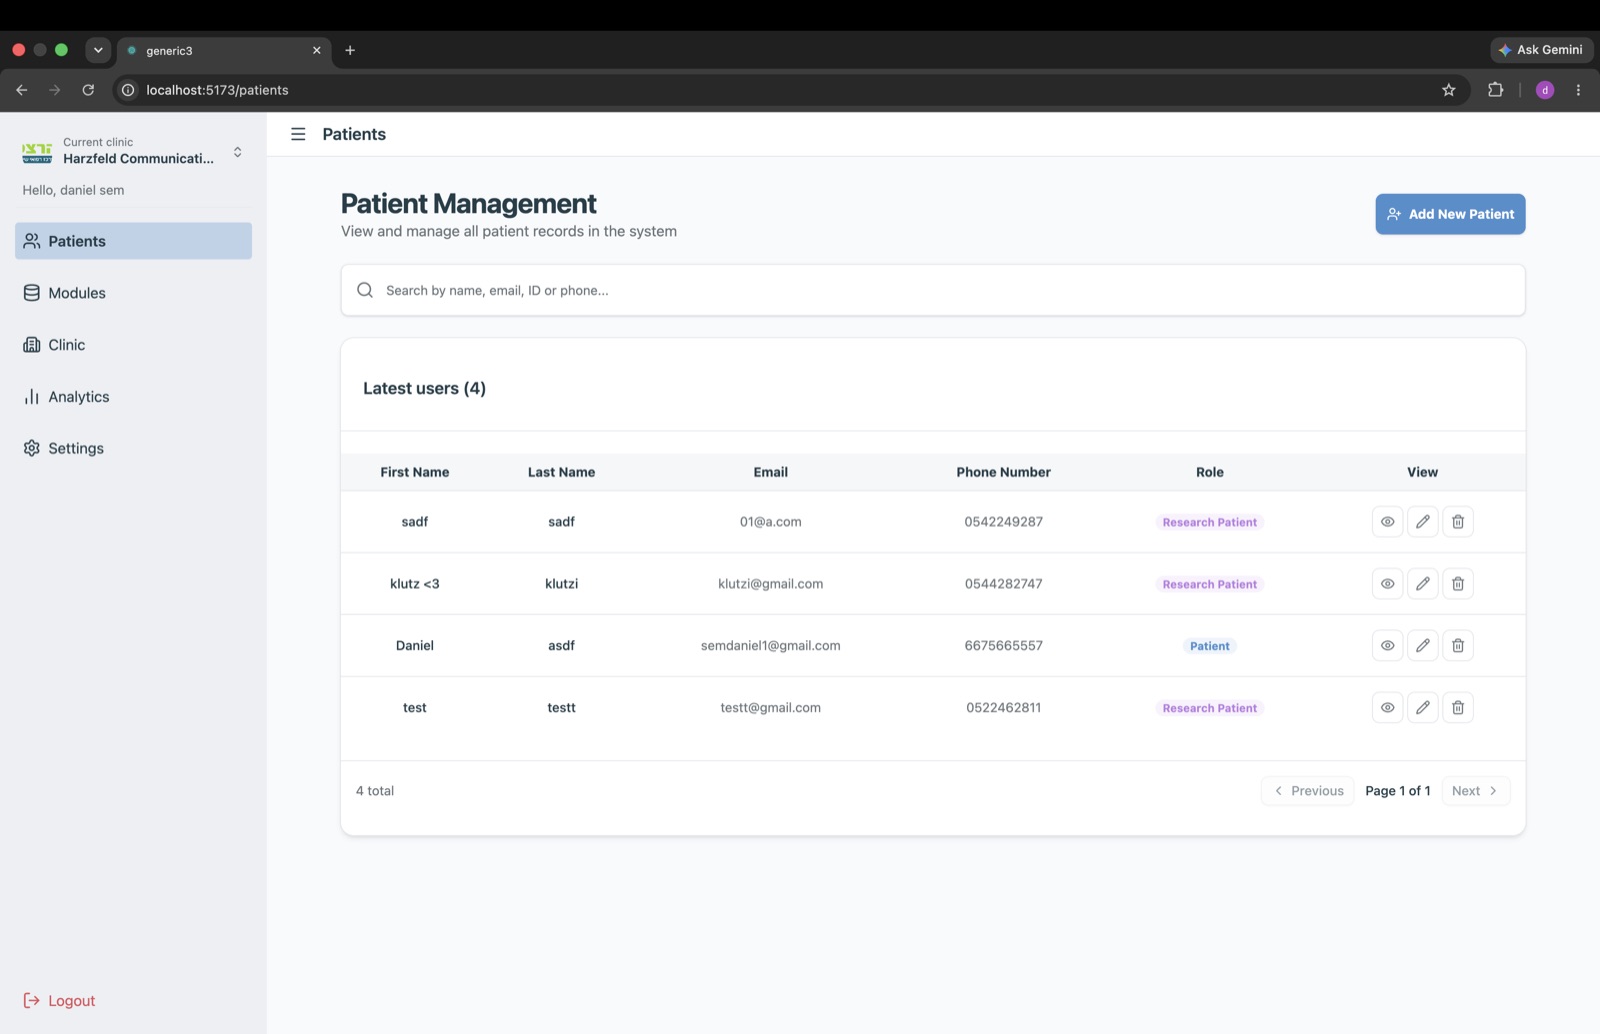 generic3
Ask Gemini
localhost:5173/patients
d
Current clinic
Harzfeld Communicati...
Hello, daniel sem
Patients
Modules
Clinic
Analytics
Settings
Logout
Patients
Patient Management
View and manage all patient records in the system
Add New Patient
Search by name, email, ID or phone...
Latest users (4)
First Name Last Name Email Phone Number Role View
sadf sadf 01@a.com 0542249287 Research Patient
klutz <3 klutzi klutzi@gmail.com 0544282747 Research Patient
Daniel asdf semdaniel1@gmail.com 6675665557 Patient
test testt testt@gmail.com 0522462811 Research Patient
4 total
Previous Page 1 of 1 Next